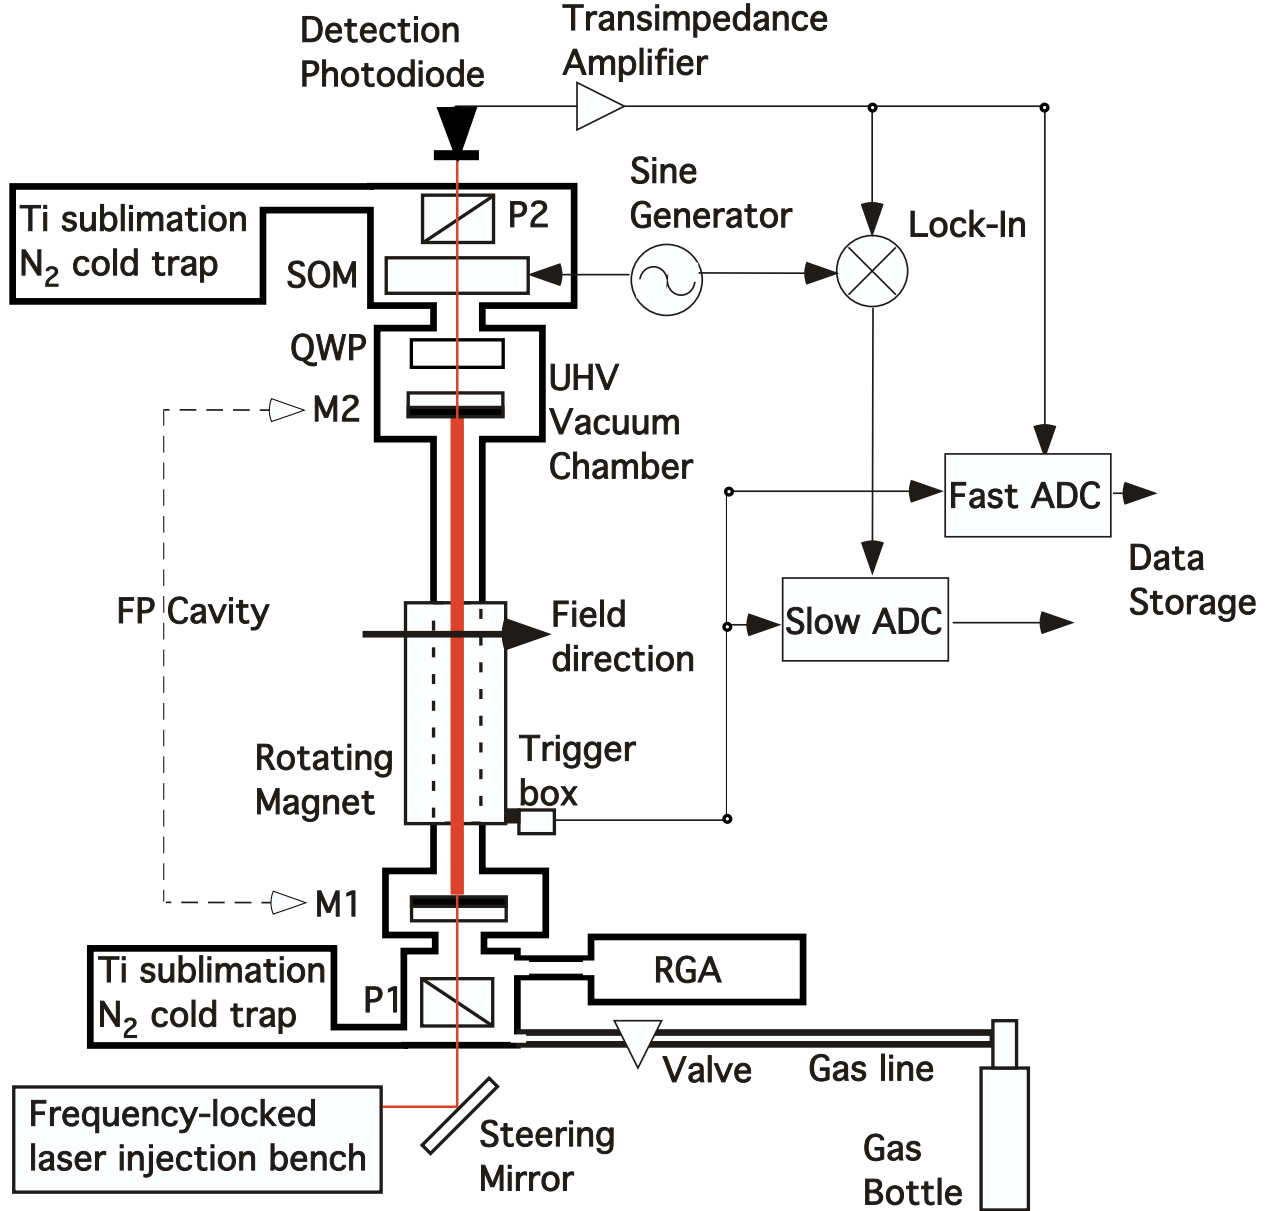 Detection
Photodiode
Transimpedance
Amplifier
Sine
Generator
Lock-In
Ti sublimation
N2 cold trap
P2
SOM
QWP
UHV
Vacuum
Chamber
M2
Fast ADC
Data
Storage
Slow ADC
FP Cavity
Field
direction
Rotating
Magnet
Trigger
box
M1
Ti sublimation
N2 cold trap
P1
RGA
Valve
Gas line
Frequency-locked
laser injection bench
Steering
Mirror
Gas
Bottle